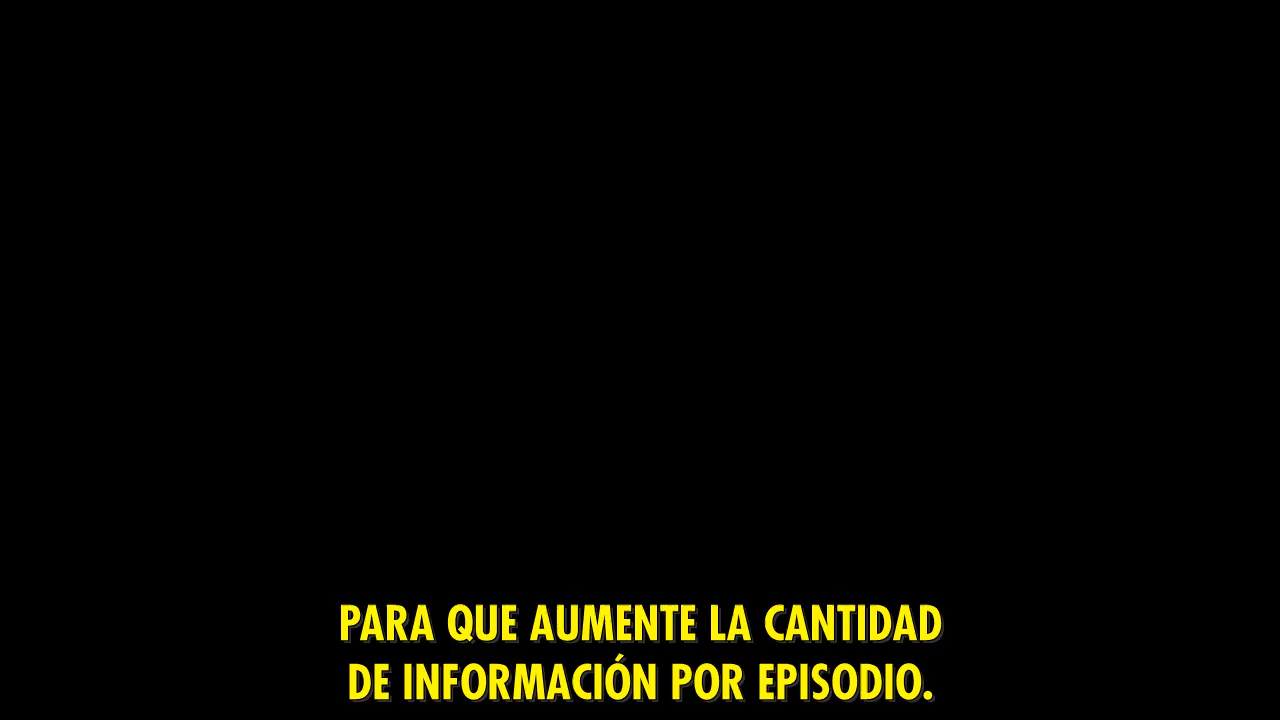 PARA QUE AUMENTE LA CANTIDAD
DE INFORMACIÓN POR EPISODIO.